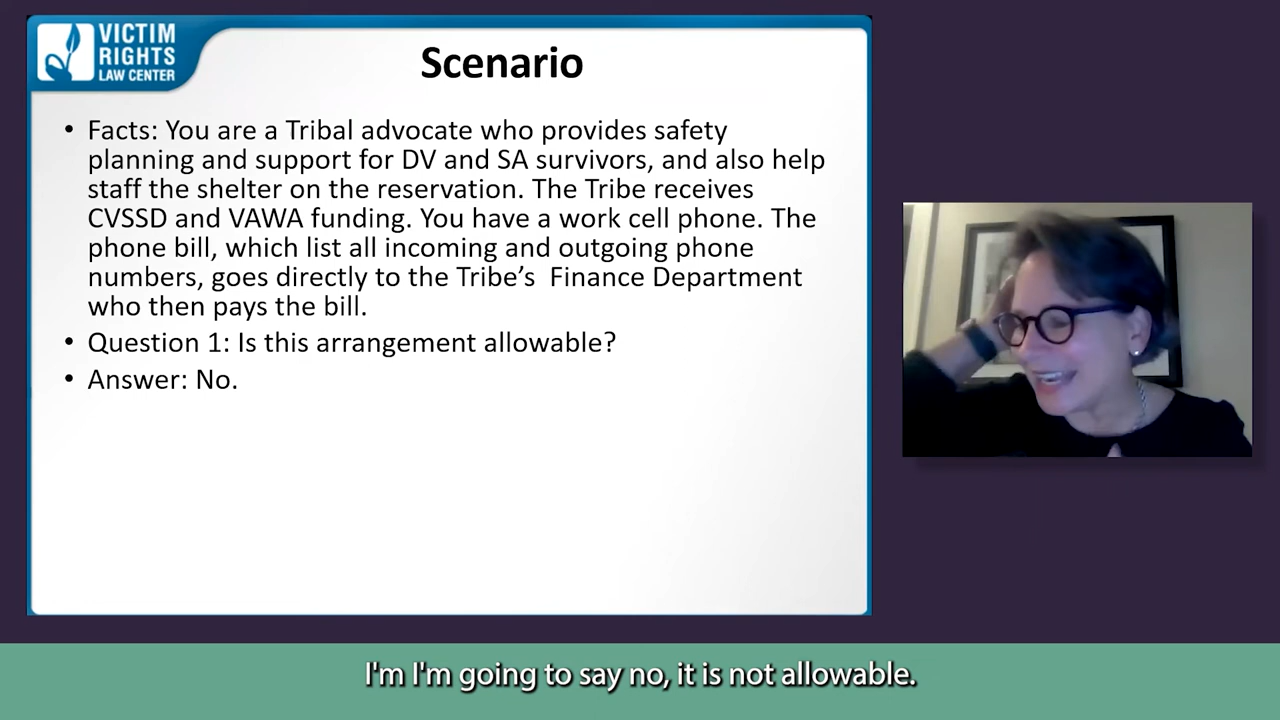 VICTIM
RIGHTS
LAW CENTER
Scenario
• Facts: You are a Tribal advocate who provides safety
planning and support for DV and SA survivors, and also help
staff the shelter on the reservation. The Tribe receives
CVSSD and VAWA funding. You have a work cell phone. The
phone bill, which list all incoming and outgoing phone
numbers, goes directly to the Tribe’s  Finance Department
who then pays the bill.
• Question 1: Is this arrangement allowable?
• Answer: No.
I'm I'm going to say no, it is not allowable.